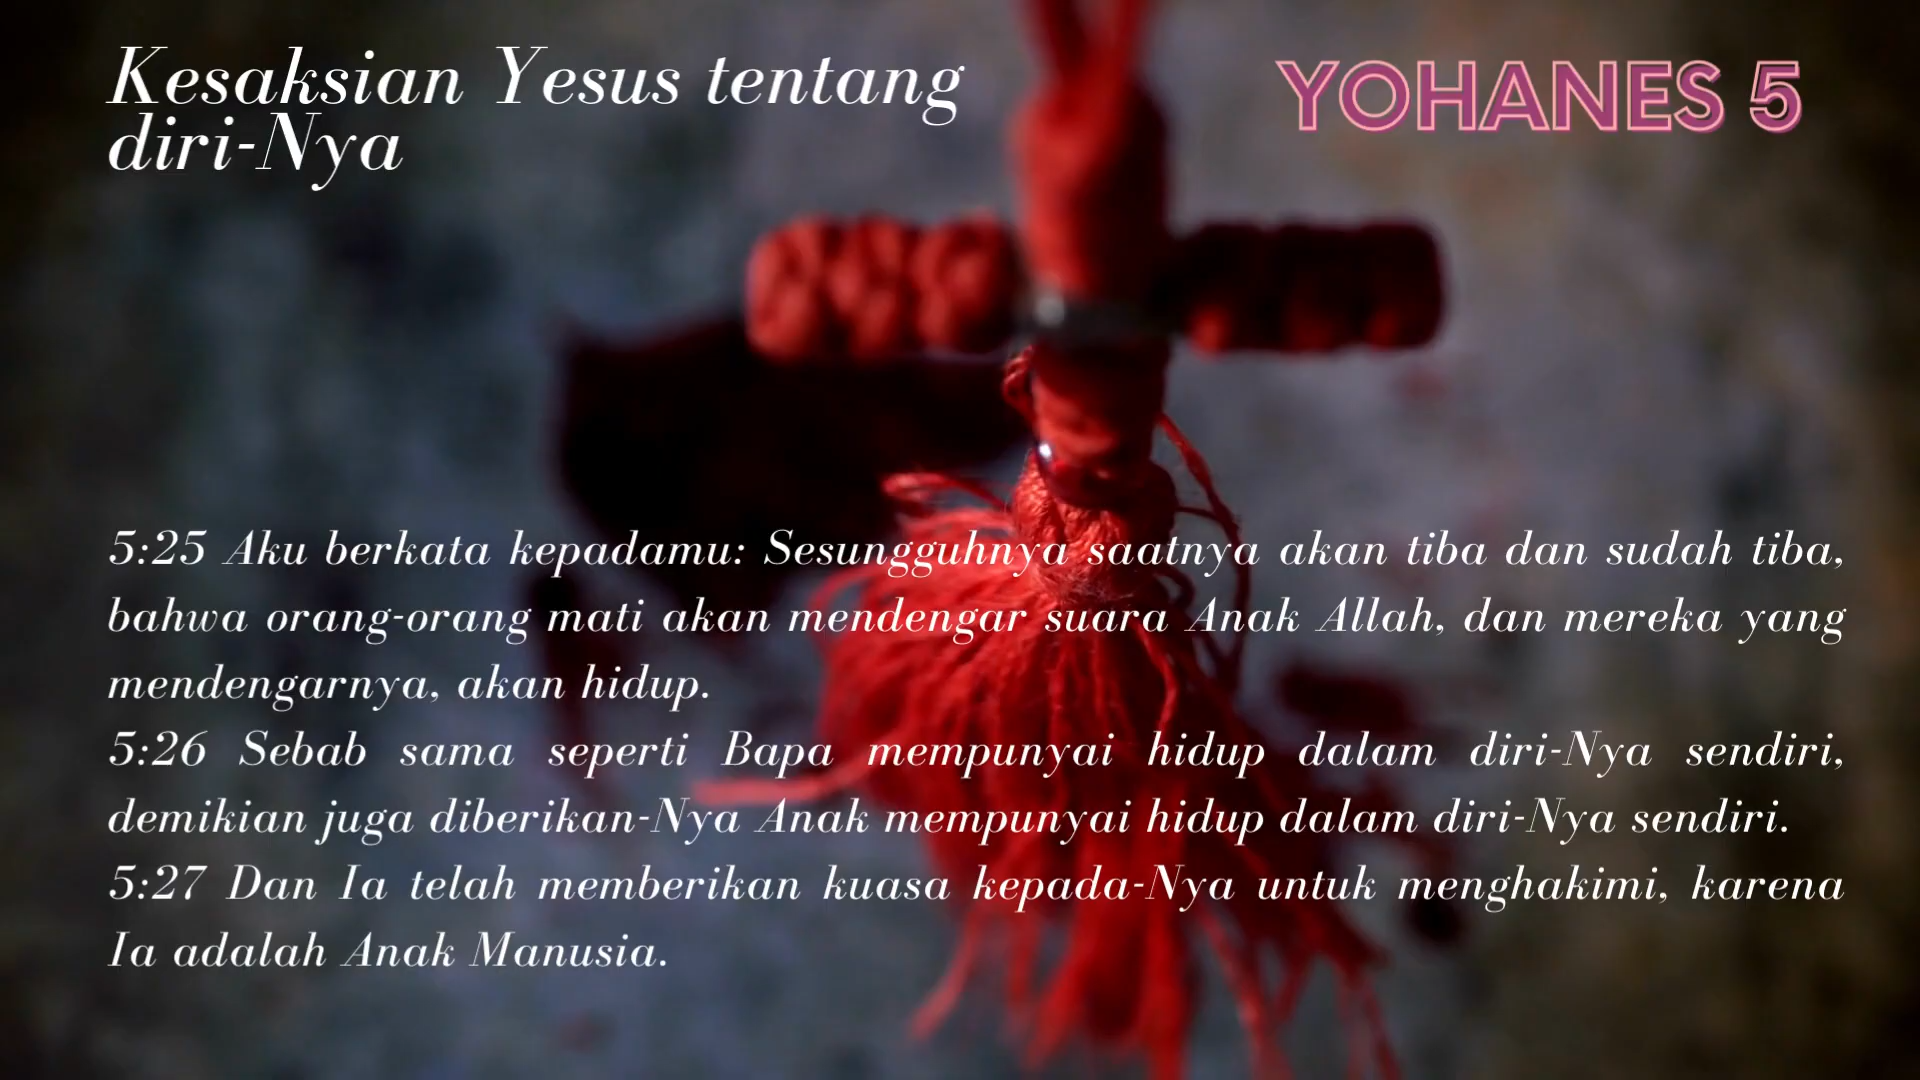 Kesaksian Yesus tentang
diri-Nya
YOHANES 5
5:25 Aku berkata kepadamu: Sesungguhnya saatnya akan tiba dan sudah tiba,
bahwa orang-orang mati akan mendengar suara Anak Allah, dan mereka yang
mendengarnya, akan hidup.
5:26 Sebab sama seperti Bapa mempunyai hidup dalam diri-Nya sendiri,
demikian juga diberikan-Nya Anak mempunyai hidup dalam diri-Nya sendiri.
5:27 Dan Ia telah memberikan kuasa kepada-Nya untuk menghakimi, karena
Ia adalah Anak Manusia.